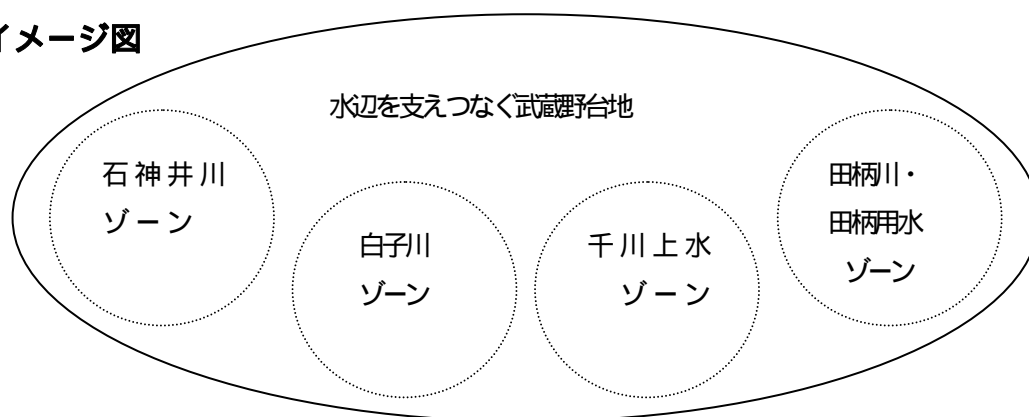 イメージ図
水辺を支えつなぐ武蔵野台地
石神井川
ゾーン
白子川
ゾーン
千川上水
ゾーン
田柄川・
田柄用水
ゾーン